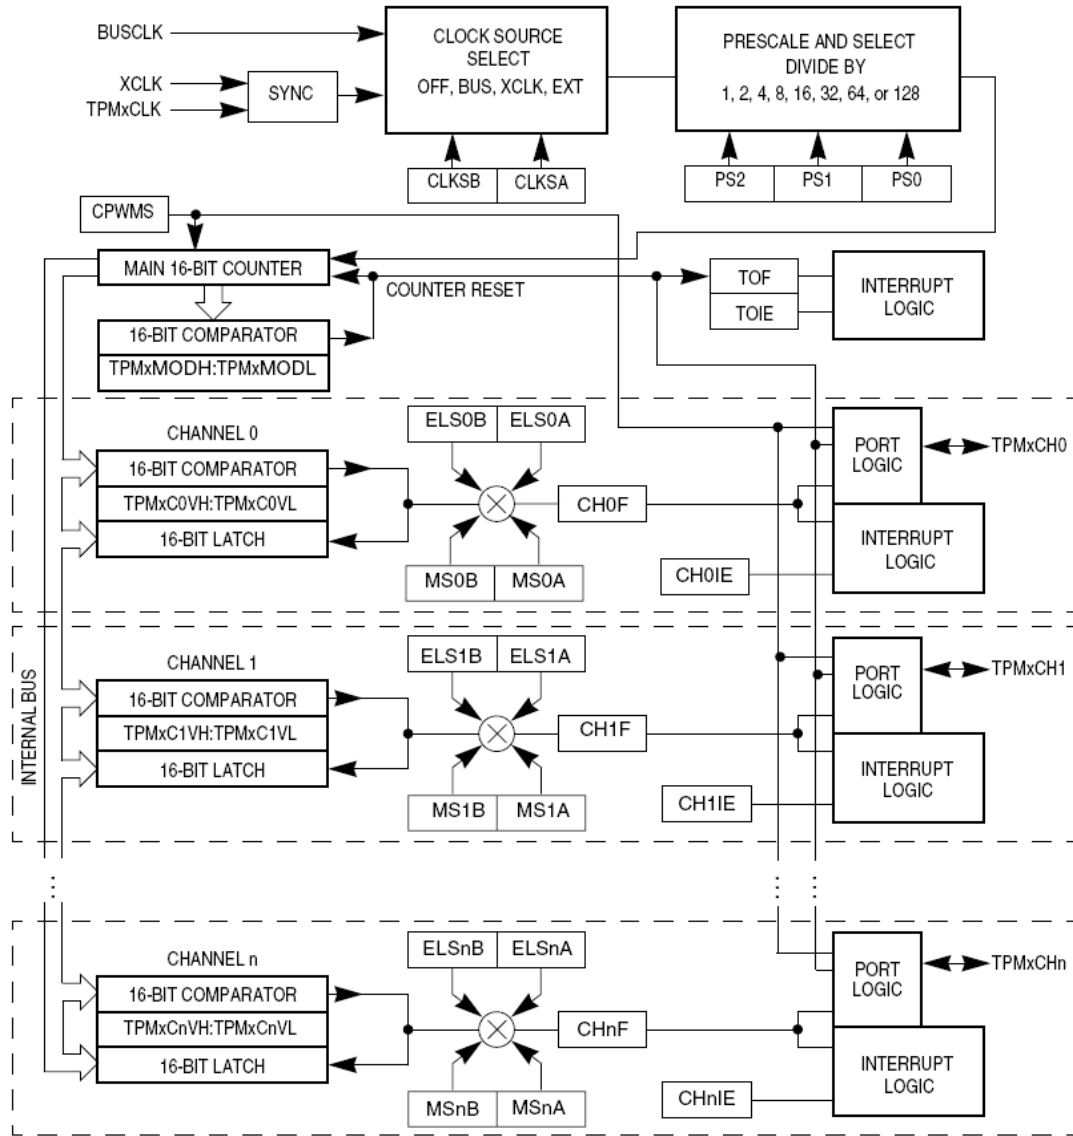 BUSCLK
XCLK
TPMxCLK
SYNC
CLOCK SOURCE
SELECT
OFF, BUS, XCLK, EXT
PRESCALE AND SELECT
DIVIDE BY
1, 2, 4, 8, 16, 32, 64, or 128
CLKSB
CLKSA
PS2
PS1
PS0
CPWMS
MAIN 16-BIT COUNTER
COUNTER RESET
16-BIT COMPARATOR
TPMxMODH:TPMxMODL
TOF
TOIE
INTERRUPT
LOGIC
INTERNAL BUS
CHANNEL 0
16-BIT COMPARATOR
TPMxC0VH:TPMxC0VL
16-BIT LATCH
ELS0B
ELS0A
MS0B
MS0A
CH0F
CH0IE
PORT
LOGIC
INTERRUPT
LOGIC
TPMxCH0
CHANNEL 1
16-BIT COMPARATOR
TPMxC1VH:TPMxC1VL
16-BIT LATCH
ELS1B
ELS1A
MS1B
MS1A
CH1F
CH1IE
PORT
LOGIC
INTERRUPT
LOGIC
TPMxCH1
CHANNEL n
16-BIT COMPARATOR
TPMxCnVH:TPMxCnVL
16-BIT LATCH
ELSnB
ELSnA
MSnB
MSnA
CHnF
CHnIE
PORT
LOGIC
INTERRUPT
LOGIC
TPMxCHn